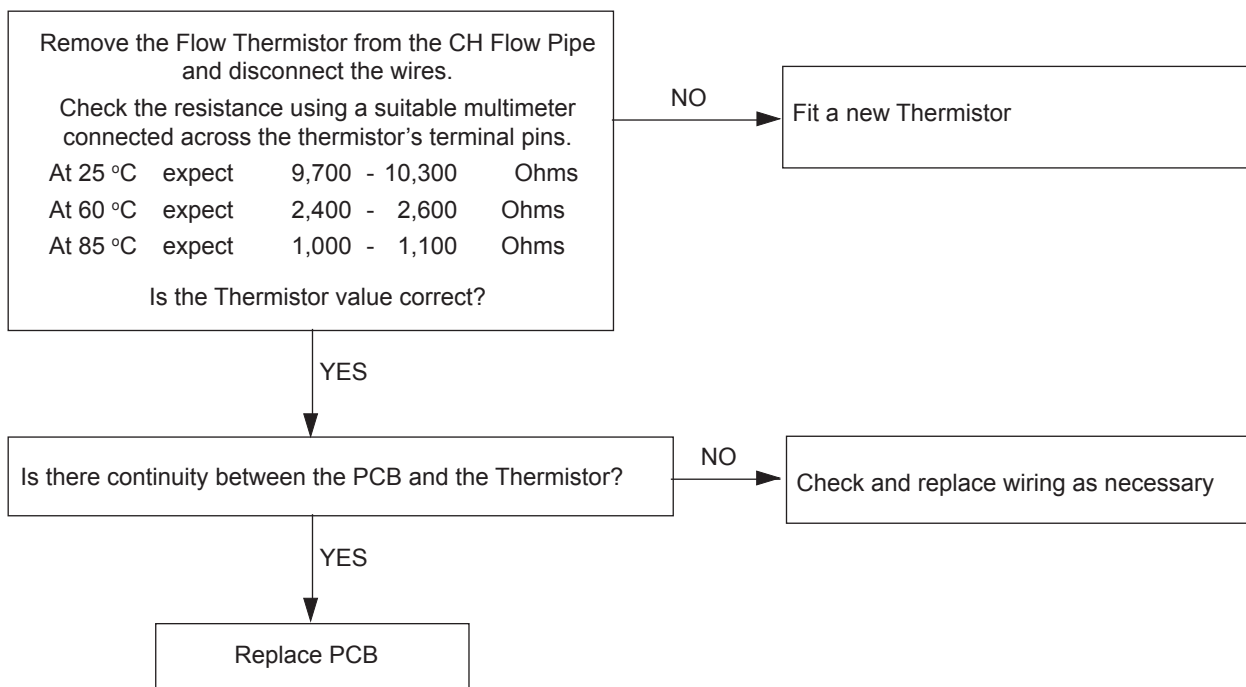 Remove the Flow Thermistor from the CH Flow Pipe
and disconnect the wires.
Check the resistance using a suitable multimeter
connected across the thermistor's terminal pins.
At 25 °C expect 9,700 - 10,300 Ohms
At 60 °C expect 2,400 - 2,600 Ohms
At 85 °C expect 1,000 - 1,100 Ohms
Is the Thermistor value correct?
NO
Fit a new Thermistor
YES
Is there continuity between the PCB and the Thermistor?
NO
Check and replace wiring as necessary
YES
Replace PCB